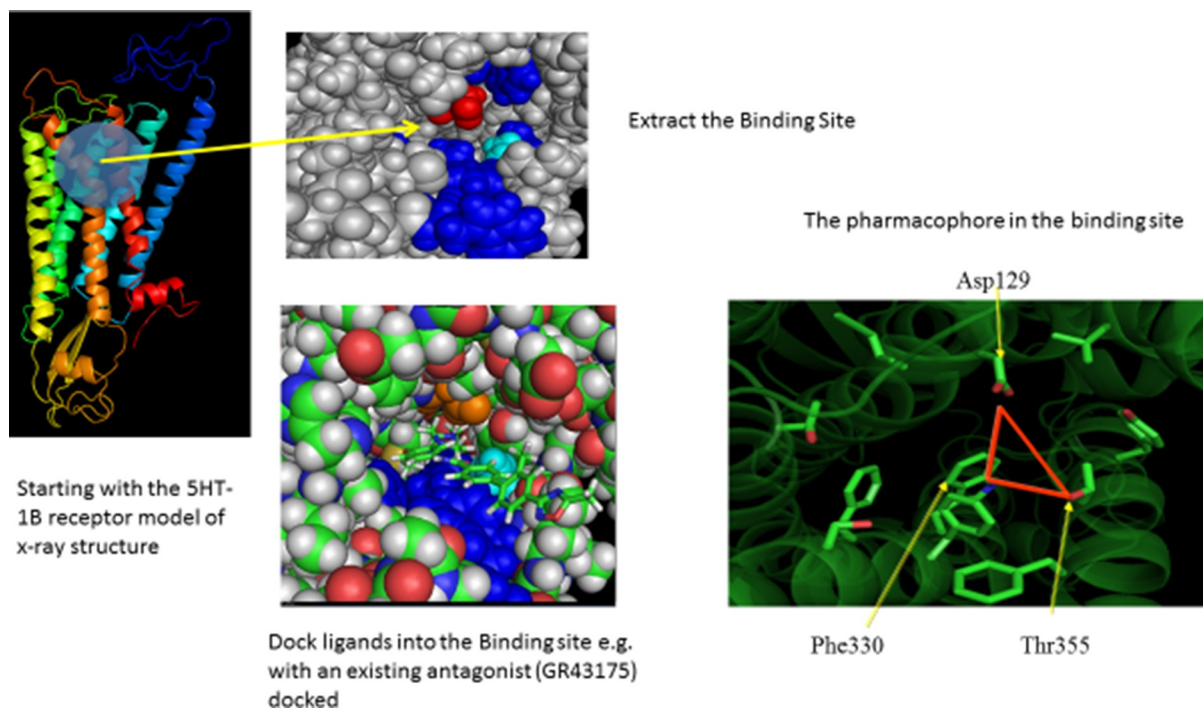 Extract the Binding Site
The pharmacophore in the binding site
Asp129
Starting with the 5HT-
1B receptor model of
x-ray structure
Phe330
Thr355
Dock ligands into the Binding site e.g.
with an existing antagonist (GR43175)
docked